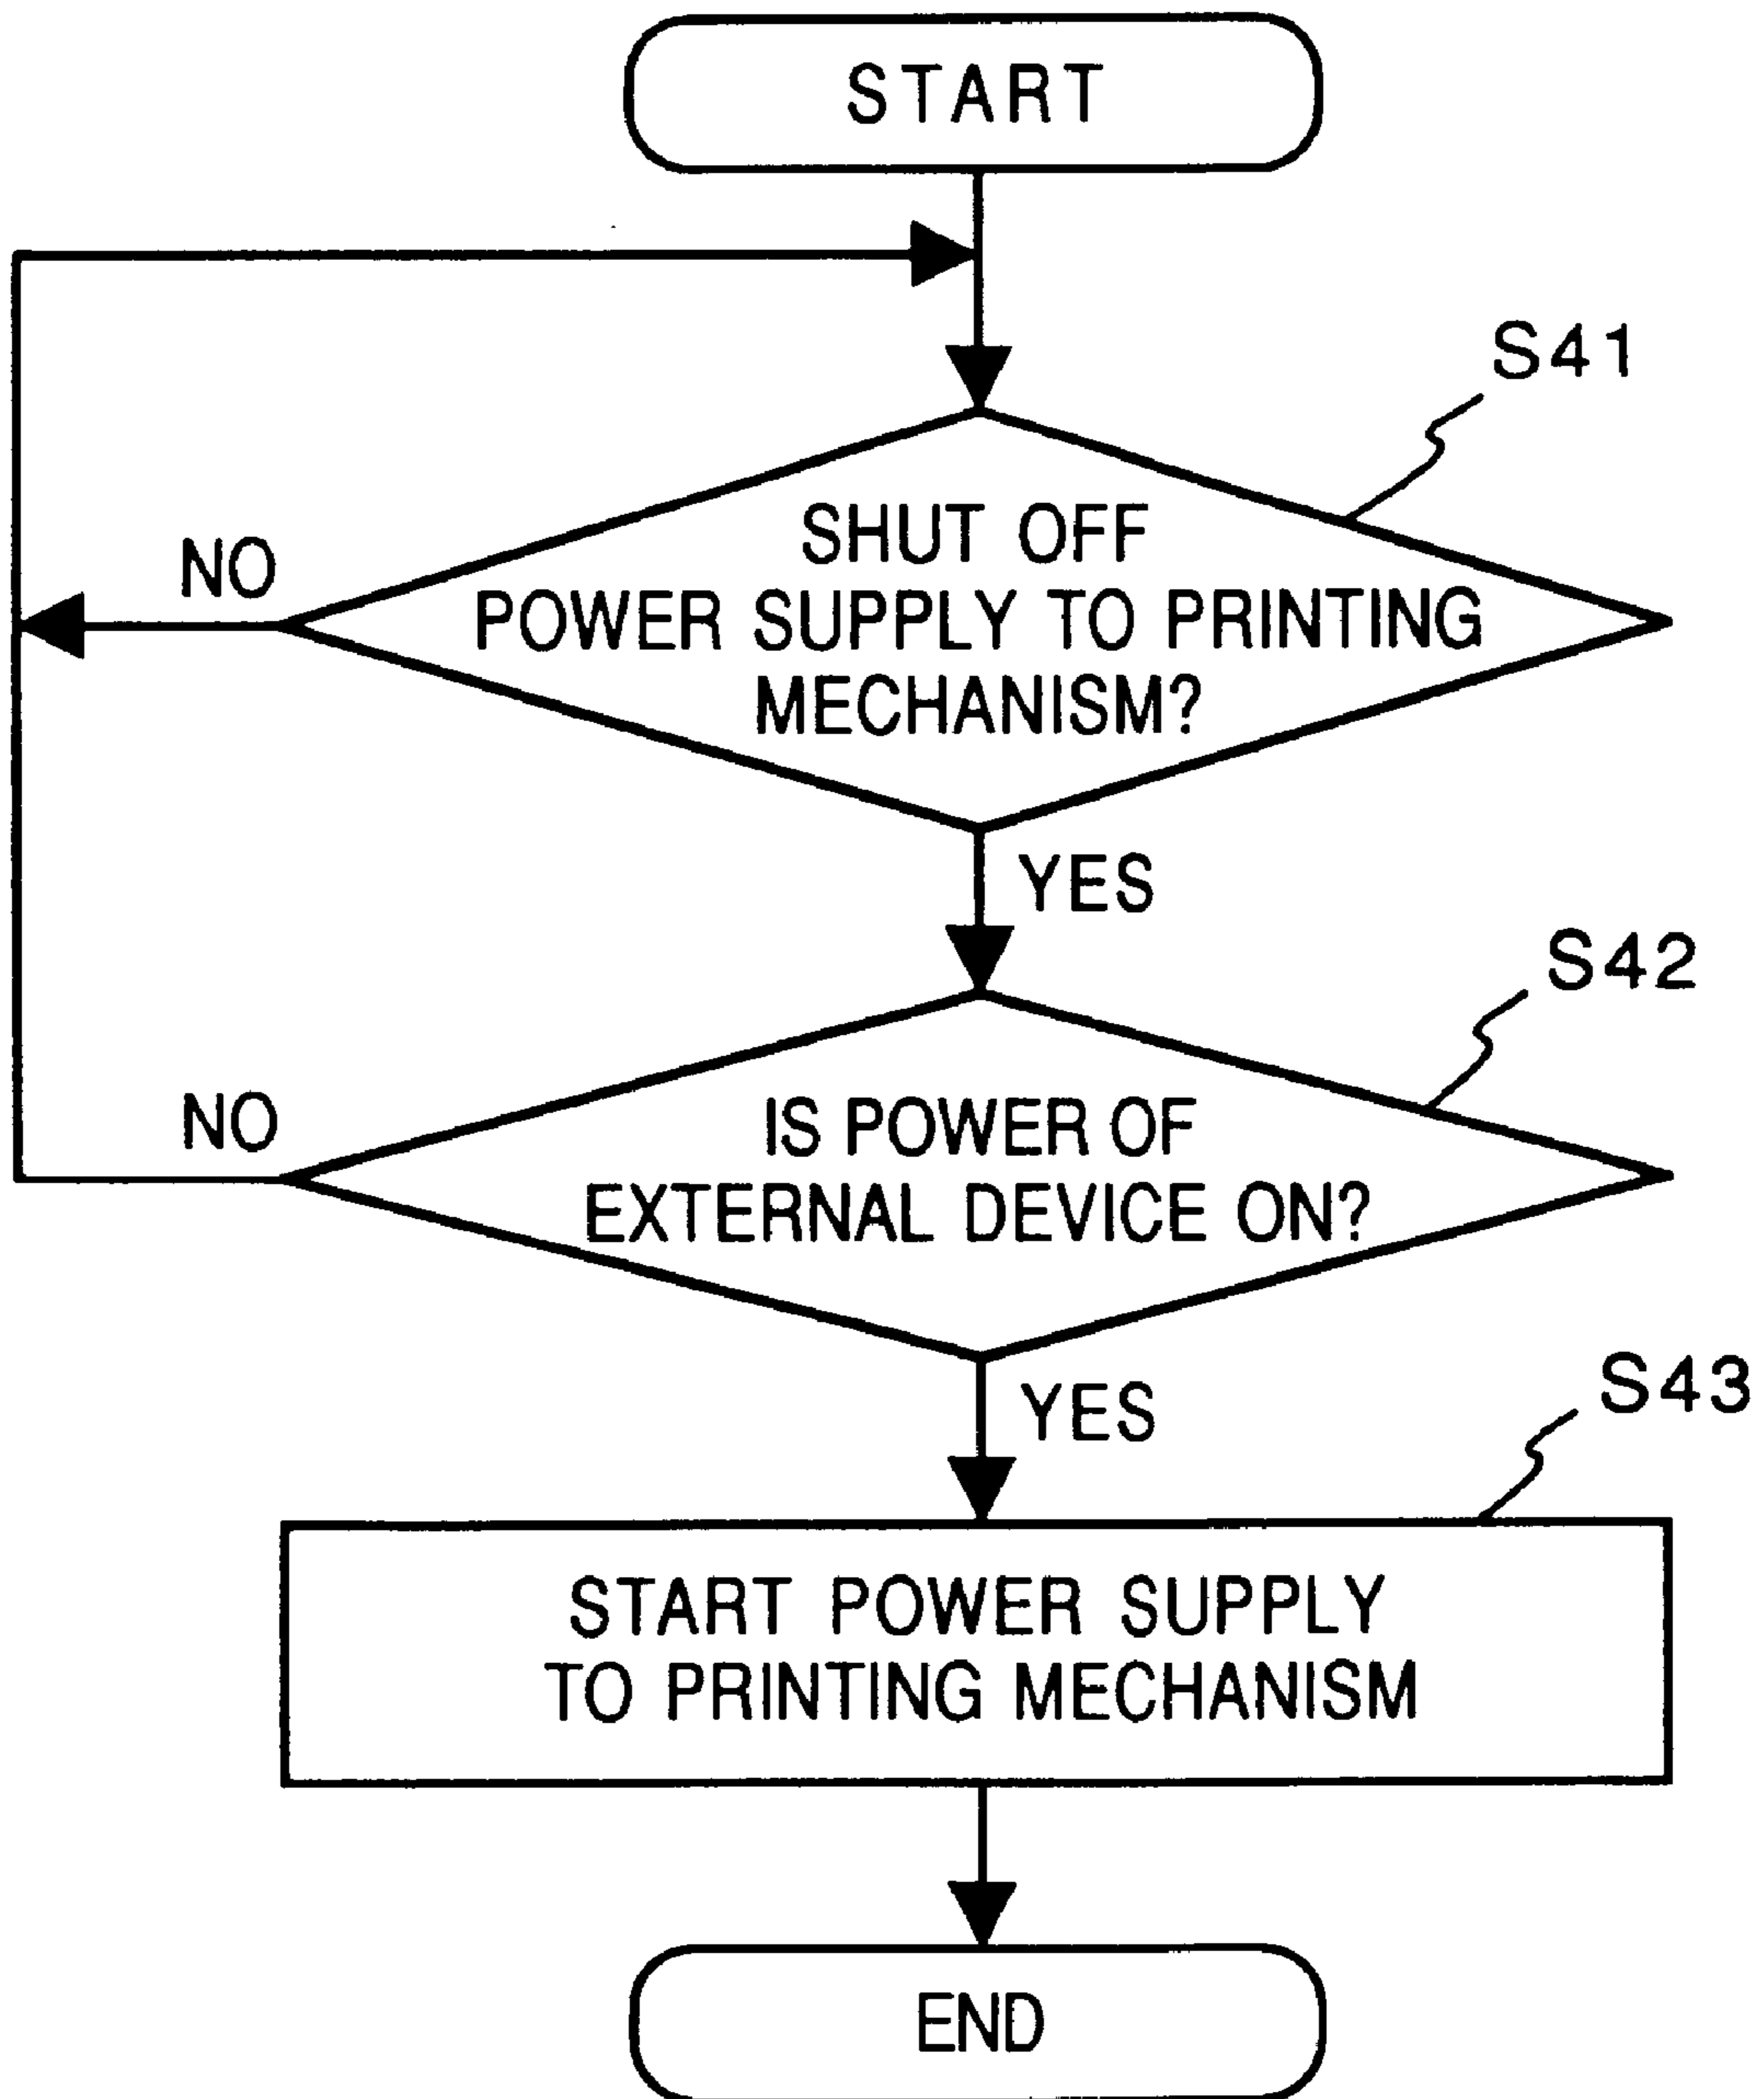 START
S41
SHUT OFF
POWER SUPPLY TO PRINTING
MECHANISM?
NO
YES
S42
IS POWER OF
EXTERNAL DEVICE ON?
NO
YES
S43
START POWER SUPPLY
TO PRINTING MECHANISM
END